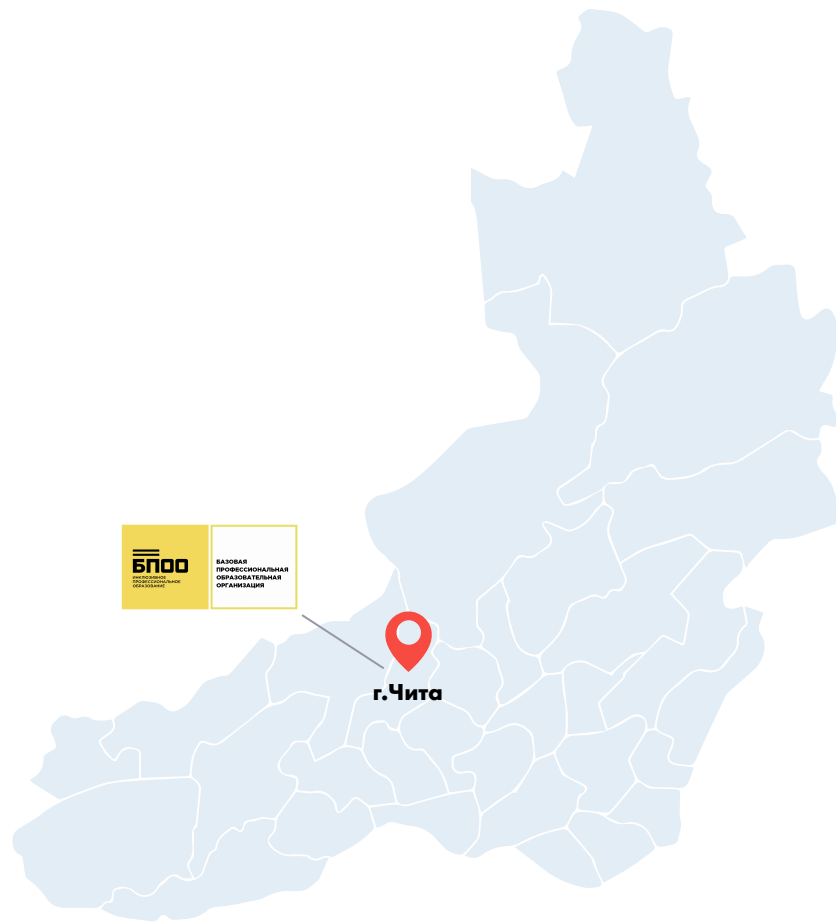 БПОО
ИНКЛЮЗИВНОЕ
ПРОФЕССИОНАЛЬНОЕ
ОБРАЗОВАНИЕ
БАЗОВАЯ
ПРОФЕССИОНАЛЬНАЯ
ОБРАЗОВАТЕЛЬНАЯ
ОРГАНИЗАЦИЯ
г.Чита